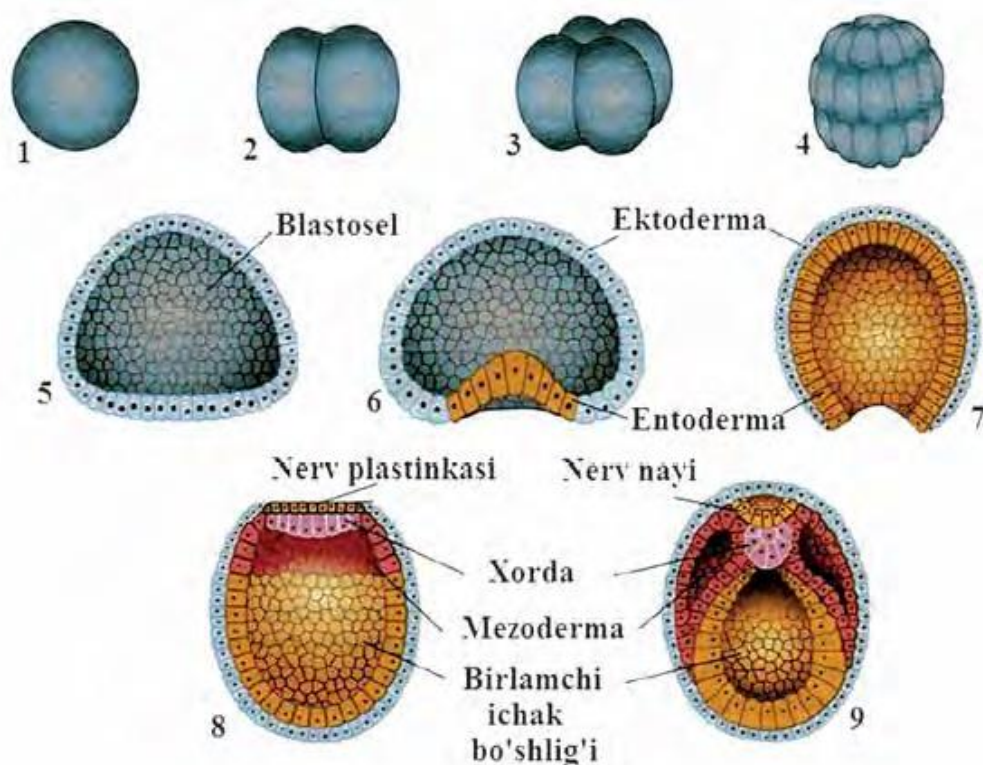 1
2
3
4
Blastosel
Ektoderma
5
6
Entoderma
7
Nerv plastinkasi
Nerv nayi
Xorda
Mezoderma
Birlamchi
ichak
bo'shlig'i
8
9